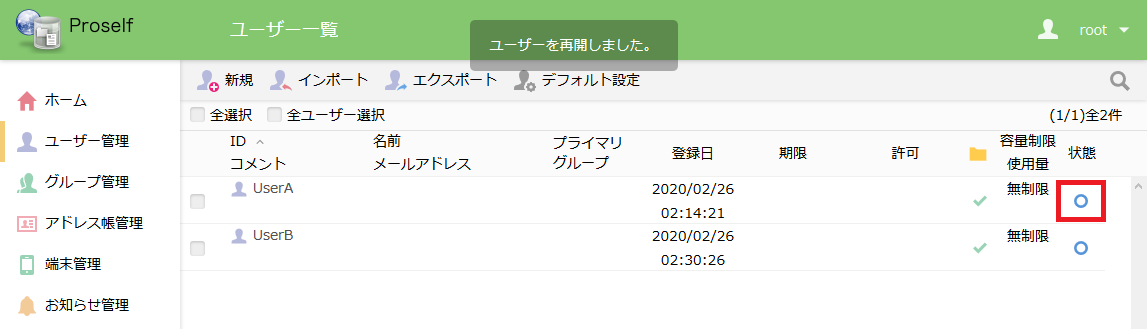 Proself
ユーザー一覧
ユーザーを再開しました。
root
新規 インポート エクスポート デフォルト設定
全選択 全ユーザー選択 (1/1)全2件
ホーム
ユーザー管理
グループ管理
アドレス帳管理
端末管理
お知らせ管理
ID 名前 プライマリ 登録日 期限 許可 容量制限 状態
コメント メールアドレス グループ 使用量
UserA 2020/02/26 無制限
02:14:21
UserB 2020/02/26 無制限
02:30:26